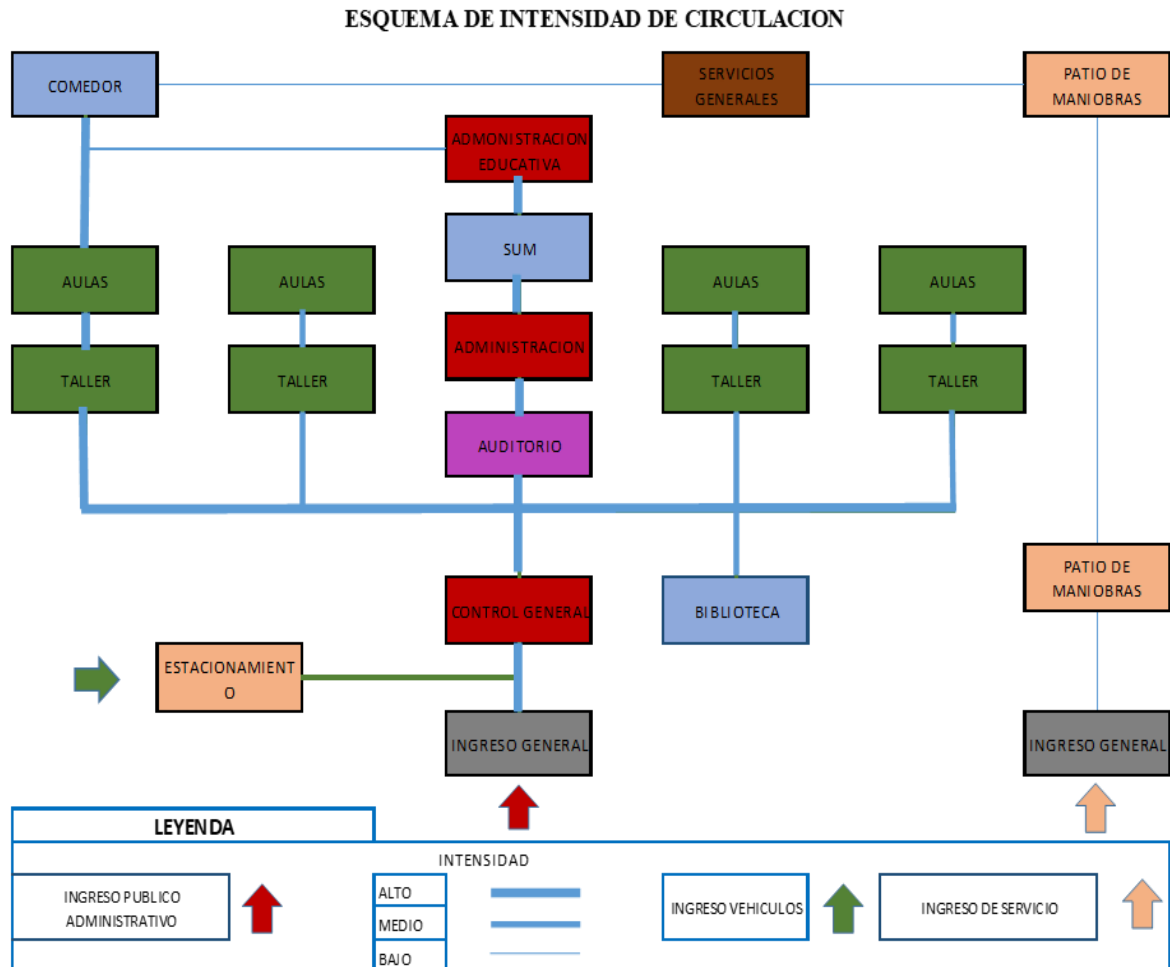 ESQUEMA DE INTENSIDAD DE CIRCULACION
COMEDOR
SERVICIOS
GENERALES
PATIO DE
MANIOBRAS
ADMONISTRACION
EDUCATIVA
SUM
AULAS
AULAS
AULAS
AULAS
ADMINISTRACION
TALLER
TALLER
TALLER
TALLER
AUDITORIO
PATIO DE
MANIOBRAS
CONTROL GENERAL
BIBLIOTECA
ESTACIONAMIENT
O
INGRESO GENERAL
INGRESO GENERAL
LEYENDA
INTENSIDAD
INGRESO PUBLICO
ADMINISTRATIVO
ALTO
MEDIO
BAJO
INGRESO VEHICULOS
INGRESO DE SERVICIO